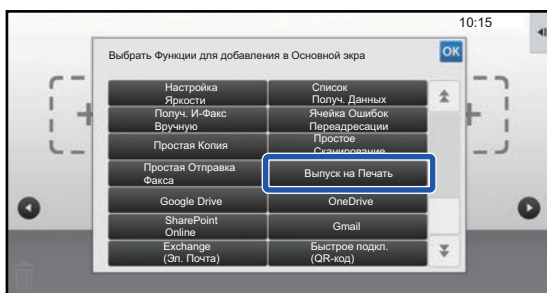 10:15
Выбрать Функции для добавления в Основной экра
OK
Настройка
Яркости
Список
Получ. Данных
Получ. И-Факс
Вручную
Ячейка Ошибок
Переадресации
Простая Копия
Простое
Сканирование
Простая Отправка
Факса
Выпуск на Печать
Google Drive
OneDrive
SharePoint
Online
Gmail
Exchange
(Эл. Почта)
Быстрое подкл.
(QR-код)